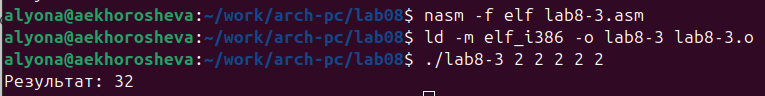 alyona@aekhorosheva:~/work/arch-pc/lab08$ nasm -f elf lab8-3.asm
alyona@aekhorosheva:~/work/arch-pc/lab08$ ld -m elf_i386 -o lab8-3 lab8-3.o
alyona@aekhorosheva:~/work/arch-pc/lab08$ ./lab8-3 2 2 2 2 2
Результат: 32